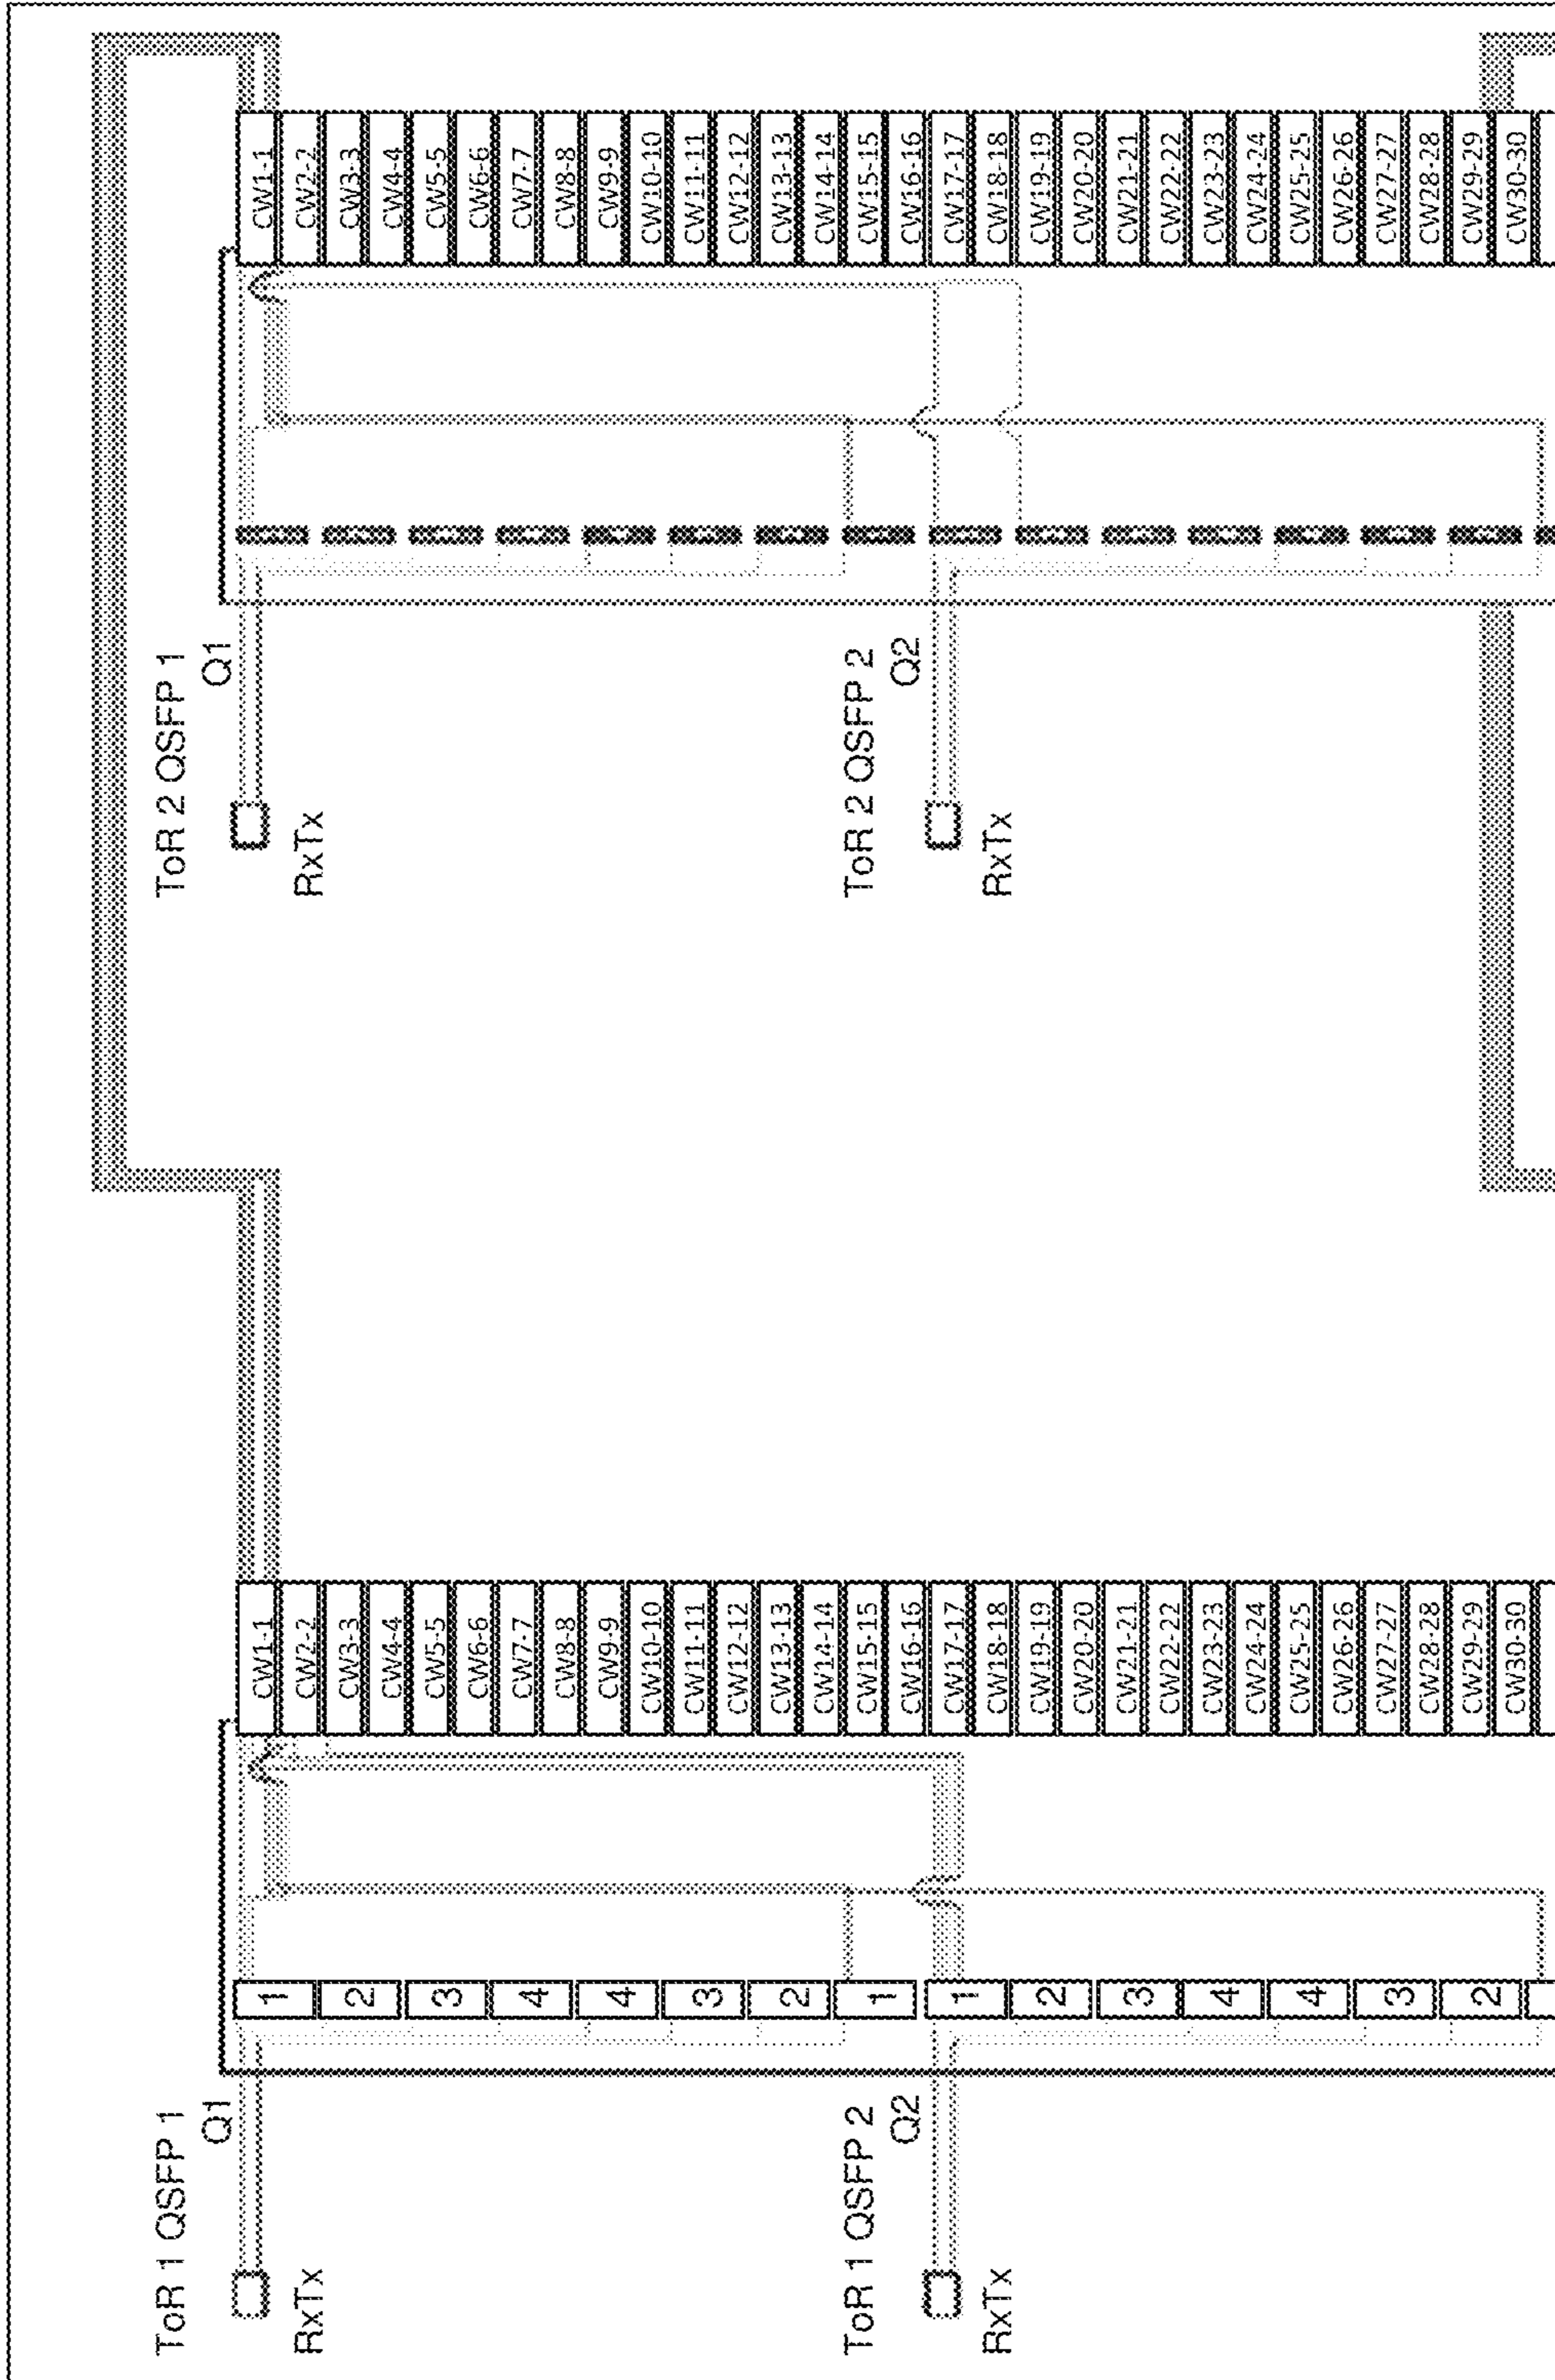 ToR 1 QSFP 1
Q1
RxTx
ToR 1 QSFP 2
Q2
RxTx
1
2
3
4
4
3
2
1
1
2
3
4
4
3
2
CW1-1
CW2-2
CW3-3
CW4-4
CW5-5
CW6-6
CW7-7
CW8-8
CW9-9
CW10-10
CW11-11
CW12-12
CW13-13
CW14-14
CW15-15
CW16-16
CW17-17
CW18-18
CW19-19
CW20-20
CW21-21
CW22-22
CW23-23
CW24-24
CW25-25
CW26-26
CW27-27
CW28-28
CW29-29
CW30-30
ToR 2 QSFP 1
Q1
RxTx
ToR 2 QSFP 2
Q2
RxTx
CW1-1
CW2-2
CW3-3
CW4-4
CW5-5
CW6-6
CW7-7
CW8-8
CW9-9
CW10-10
CW11-11
CW12-12
CW13-13
CW14-14
CW15-15
CW16-16
CW17-17
CW18-18
CW19-19
CW20-20
CW21-21
CW22-22
CW23-23
CW24-24
CW25-25
CW26-26
CW27-27
CW28-28
CW29-29
CW30-30